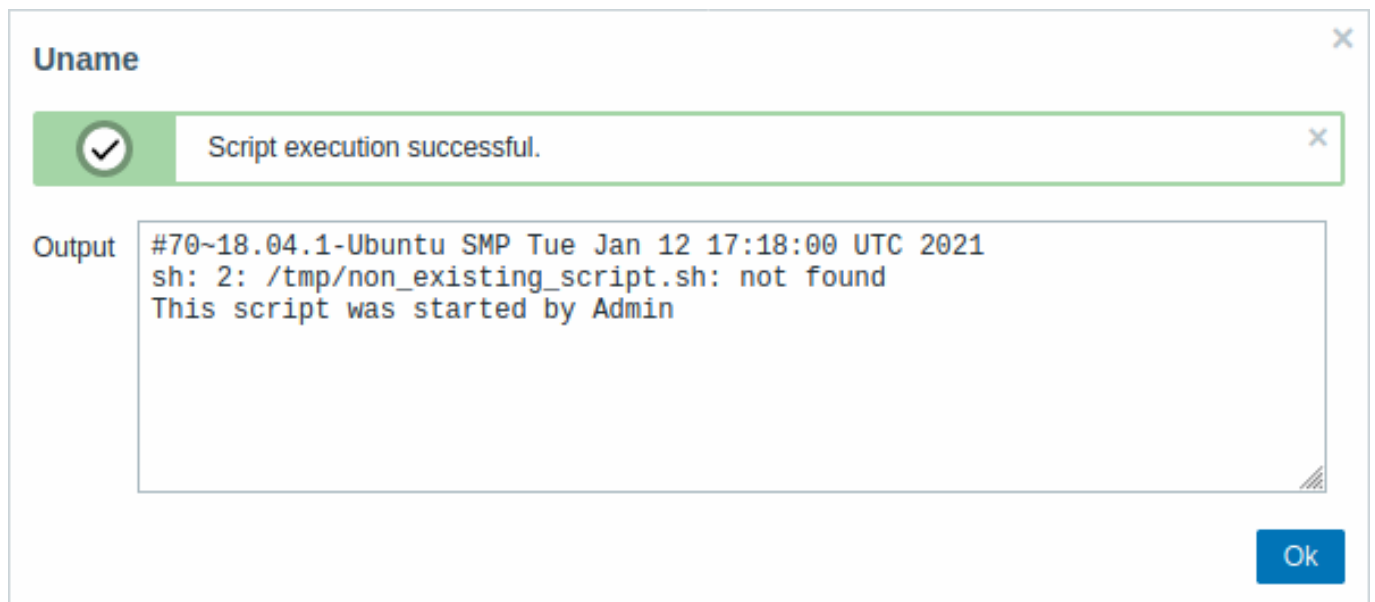 Uname
Script execution successful.
Output
#70~18.04.1-Ubuntu SMP Tue Jan 12 17:18:00 UTC 2021
sh: 2: /tmp/non_existing_script.sh: not found
This script was started by Admin
Ok